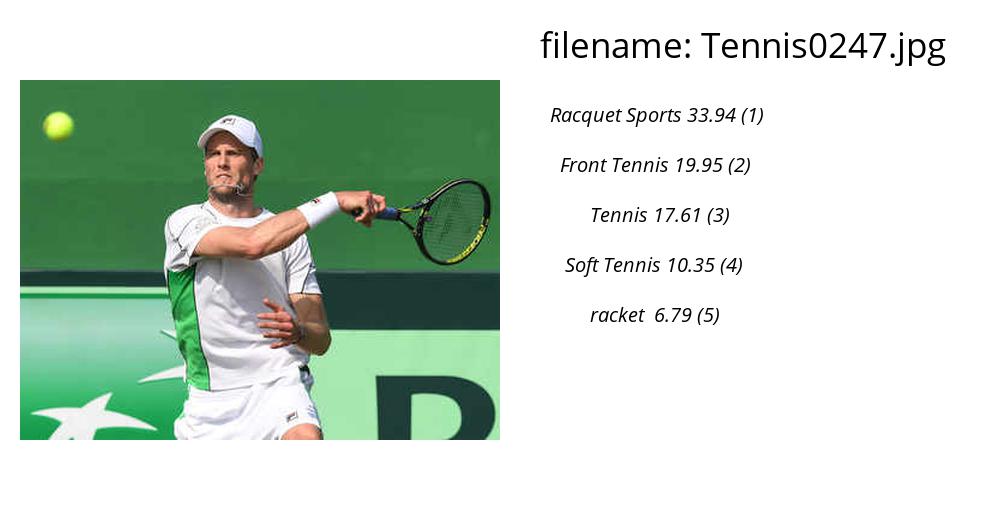 filename: Tennis0247.jpg
Racquet Sports 33.94 (1)
Front Tennis 19.95 (2)
Tennis 17.61 (3)
Soft Tennis 10.35 (4)
racket  6.79 (5)